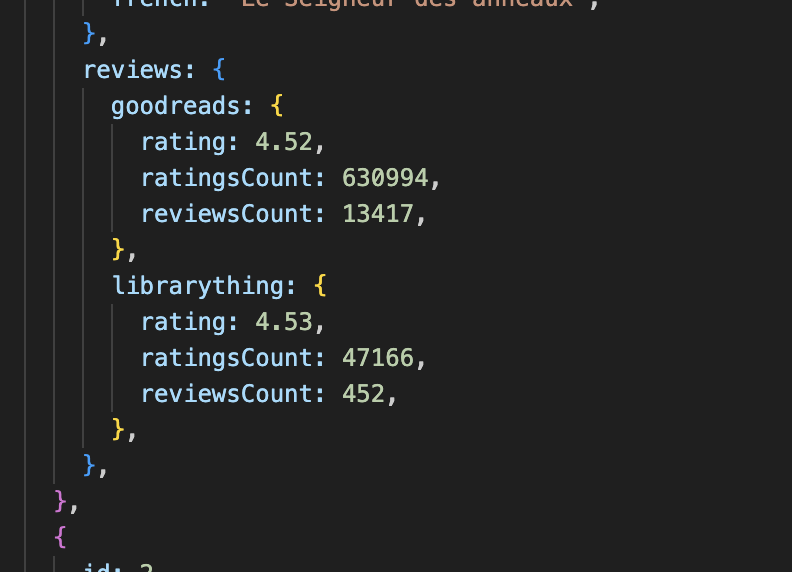 french: "Le Seigneur des anneaux",
},
reviews: {
goodreads: {
rating: 4.52,
ratingsCount: 630994,
reviewsCount: 13417,
},
librarything: {
rating: 4.53,
ratingsCount: 47166,
reviewsCount: 452,
},
},
},
{
id: